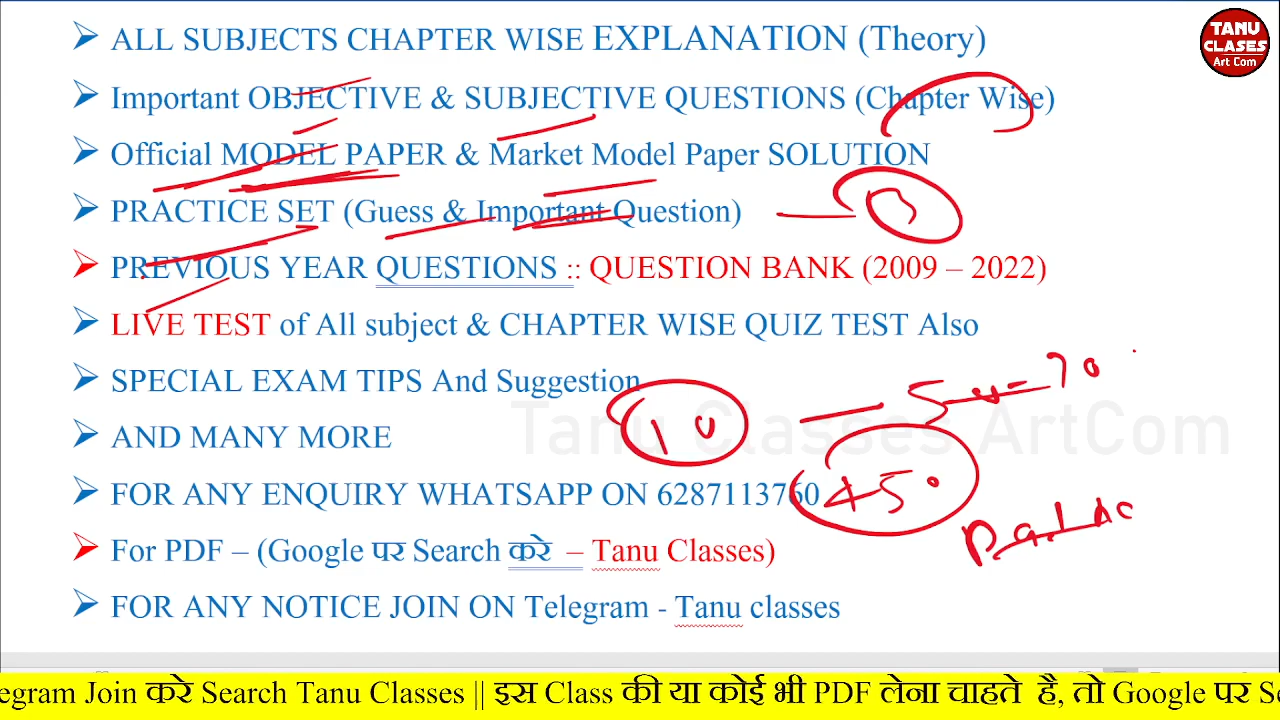 TANU
CLASES
Art Com
ALL SUBJECTS CHAPTER WISE EXPLANATION (Theory)
Important OBJECTIVE & SUBJECTIVE QUESTIONS (Chapter Wise)
Official MODEL PAPER & Market Model Paper SOLUTION
PRACTICE SET (Guess & Important Question)
PREVIOUS YEAR QUESTIONS :: QUESTION BANK (2009 – 2022)
LIVE TEST of All subject & CHAPTER WISE QUIZ TEST Also
SPECIAL EXAM TIPS And Suggestion
70
AND MANY MORE
10
Tanu Classes ArtCom
FOR ANY ENQUIRY WHATSAPP ON 6287113760
450
For PDF – (Google पर Search करे – Tanu Classes)
FOR ANY NOTICE JOIN ON Telegram - Tanu classes
elegram Join करे Search Tanu Classes || इस Class की या कोई भी PDF लेना चाहते है, तो Google पर Se